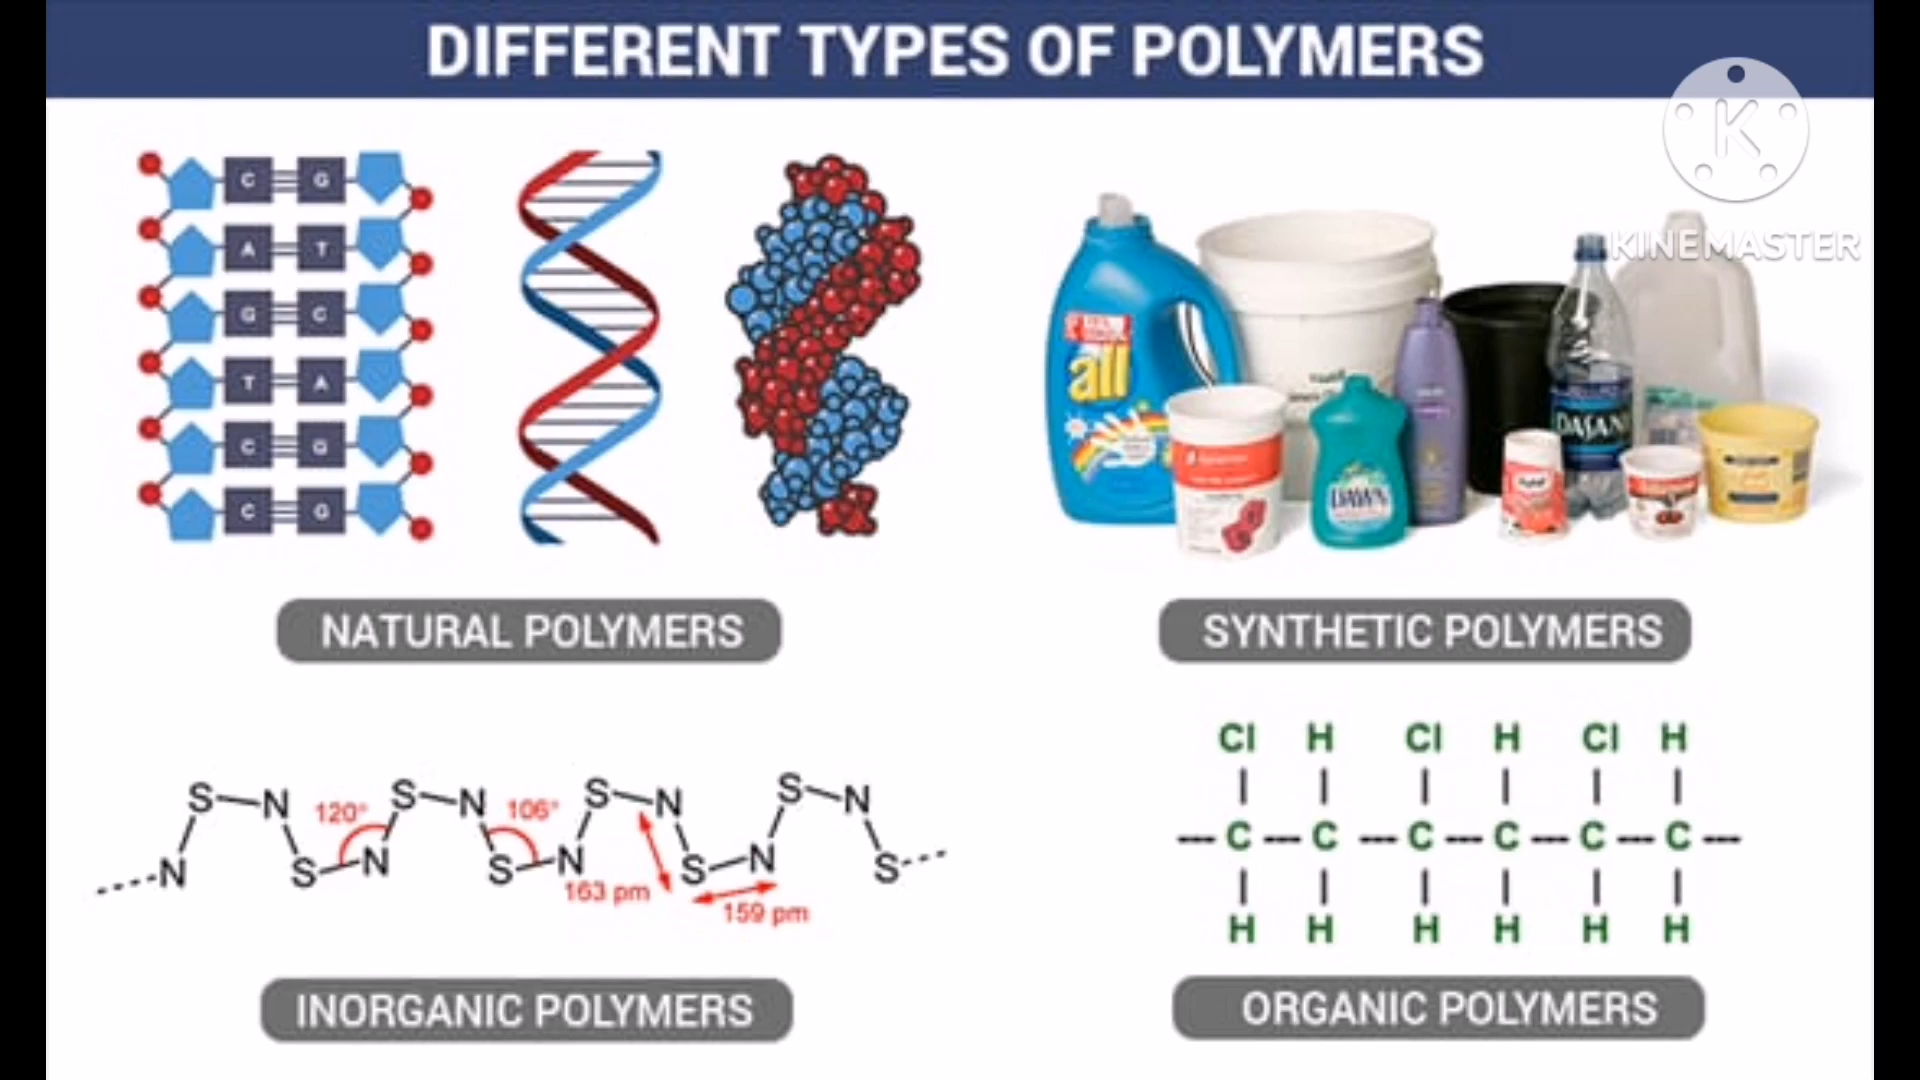 DIFFERENT TYPES OF POLYMERS
K
KINEMASTER
C G
A T
G C
T A
C G
C G
all
DAWN
DASANI
NATURAL POLYMERS
SYNTHETIC POLYMERS
S N S N S N S N
N S N S N S N S
120°
106°
163 pm
159 pm
Cl H Cl H Cl H
C C C C C C
H H H H H H
INORGANIC POLYMERS
ORGANIC POLYMERS